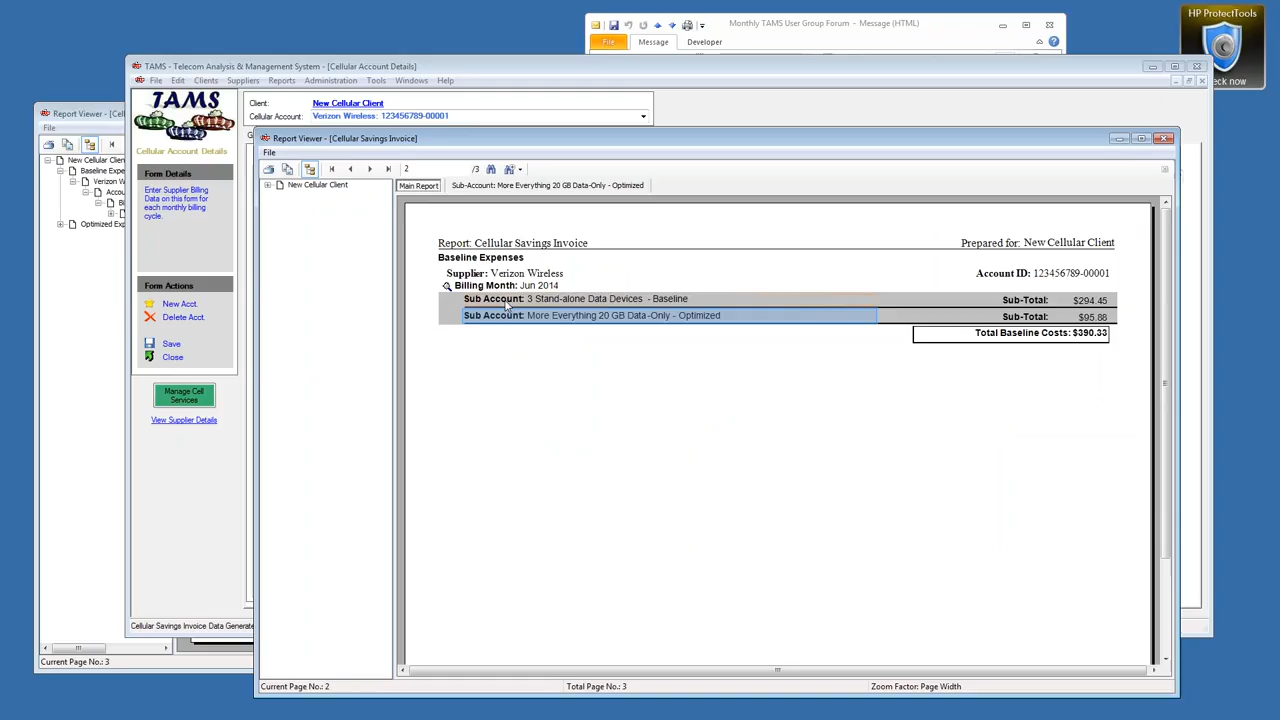 HP ProtectTools
Monthly TAMS User Group Forum - Message (HTML)
File Message Developer
TAMS - Telecom Analysis & Management System - [Cellular Account Details]
File Edit Clients Suppliers Reports Administration Tools Windows Help
Client: New Cellular Client
Cellular Account: Verizon Wireless: 123456789-00001
TAMS
Cellular Account Details
Form Details
Enter Supplier Billing
Data on this form for
each monthly billing
cycle.
Form Actions
New Acct.
Delete Acct.
Save
Close
Manage Cell
Services
View Supplier Details
Cellular Savings Invoice Data Generate
Report Viewer - [Ce
File
New Cellular Client
Baseline Expe
Verizon W
Accou
Bi
Optimized Exp
Current Page No.: 3
Report Viewer - [Cellular Savings Invoice]
File
2 /3
New Cellular Client
Main Report Sub-Account: More Everything 20 GB Data-Only - Optimized
Report: Cellular Savings Invoice Prepared for: New Cellular Client
Baseline Expenses
Supplier: Verizon Wireless Account ID: 123456789-00001
Billing Month: Jun 2014
Sub Account: 3 Stand-alone Data Devices - Baseline Sub-Total: $294.45
Sub Account: More Everything 20 GB Data-Only - Optimized Sub-Total: $95.88
Total Baseline Costs: $390.33
Current Page No.: 2 Total Page No.: 3 Zoom Factor: Page Width